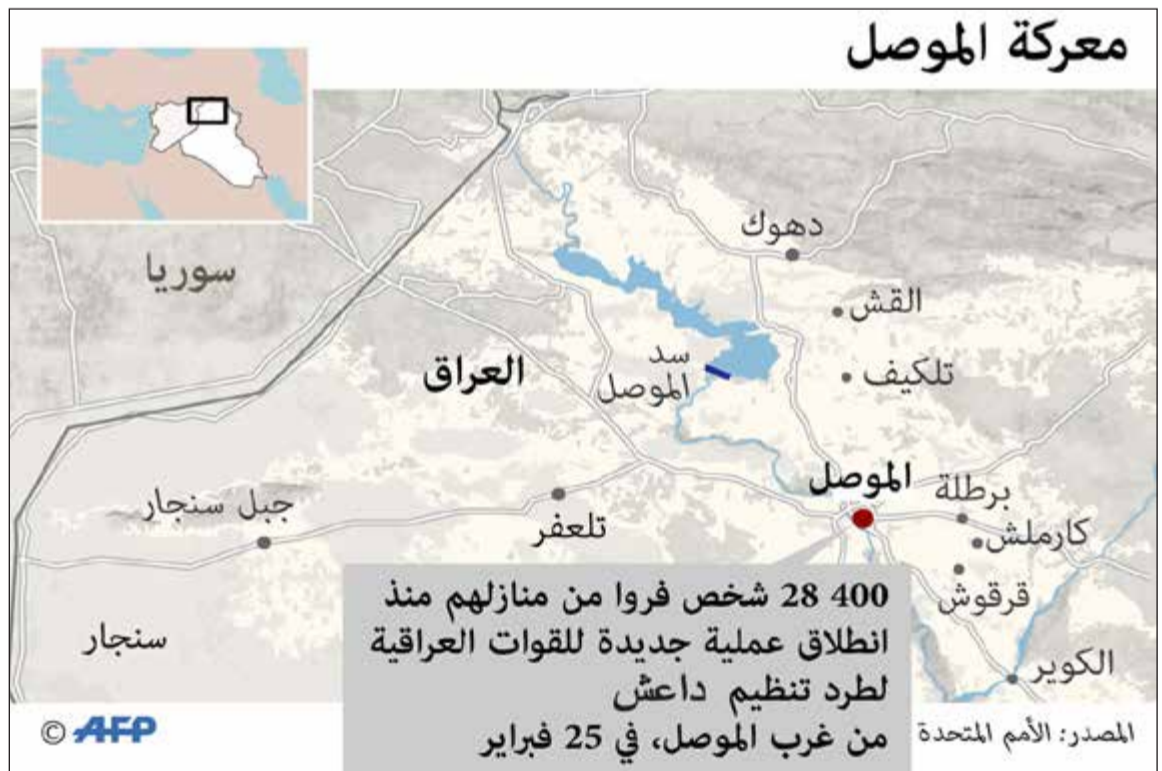 معركة الموصل
سوريا
دهوك
القش
العراق
سد
الموصل
تلكيف
الموصل
برطلة
جبل سنجار
تلعفر
كارملش
قرقوش
سنجار
الكوير
28 400 شخص فروا من منازلهم منذ
انطلاق عملية جديدة للقوات العراقية
لطرد تنظيم داعش
من غرب الموصل، في 25 فبراير
المصدر: الأمم المتحدة
© AFP